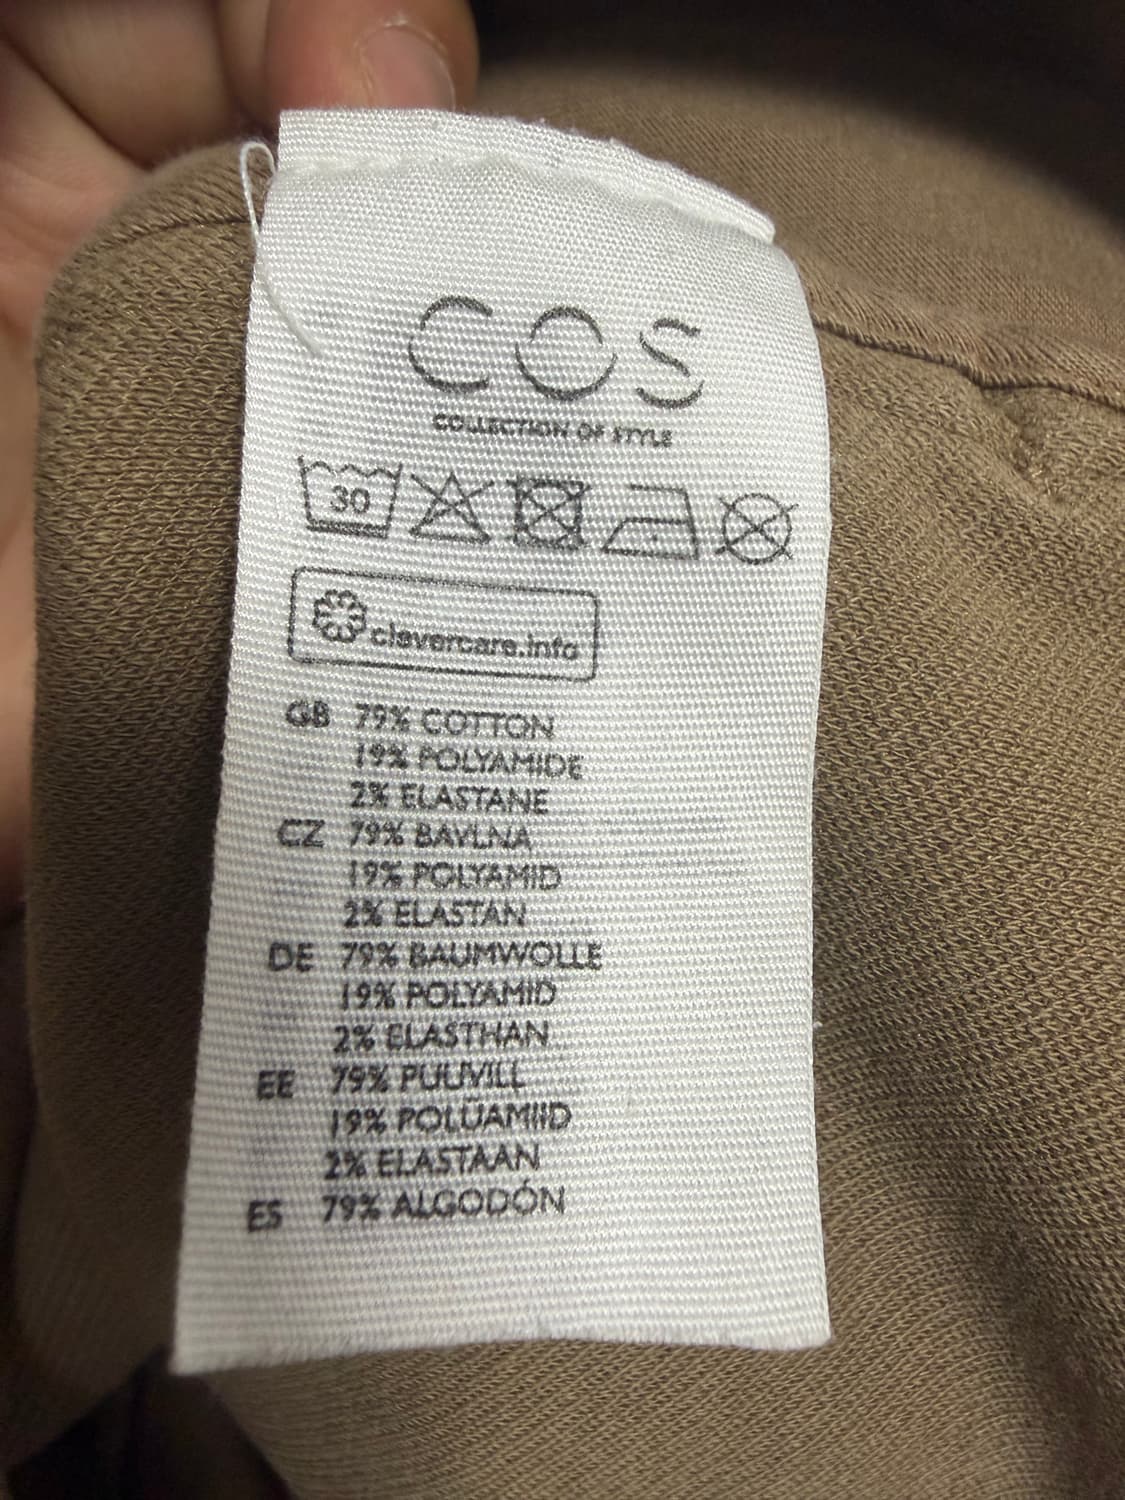 COS
COLLECTION OF STYLE
30
clevercare.info
GB 79% COTTON
19% POLYAMIDE
2% ELASTANE
CZ 79% BAVLNA
19% POLYAMID
2% ELASTAN
DE 79% BAUMWOLLE
19% POLYAMID
2% ELASTHAN
EE 79% PUUVILL
19% POLÜAMIID
2% ELASTAAN
ES 79% ALGODÓN